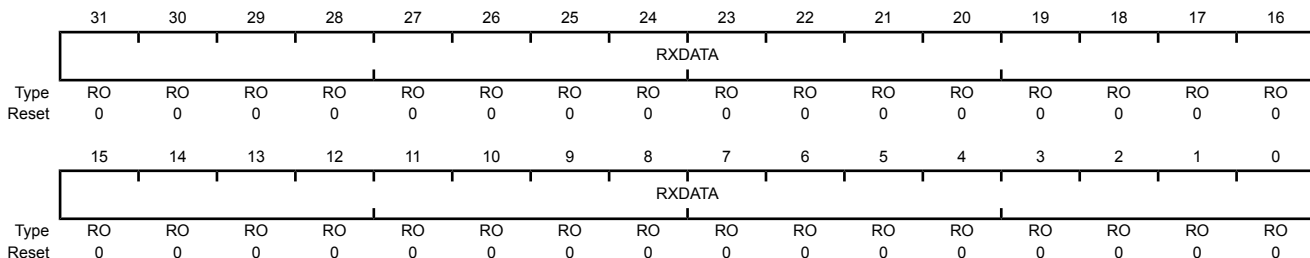 31 30 29 28 27 26 25 24 23 22 21 20 19 18 17 16
RXDATA
Type RO RO RO RO RO RO RO RO RO RO RO RO RO RO RO RO
Reset 0 0 0 0 0 0 0 0 0 0 0 0 0 0 0 0
15 14 13 12 11 10 9 8 7 6 5 4 3 2 1 0
RXDATA
Type RO RO RO RO RO RO RO RO RO RO RO RO RO RO RO RO
Reset 0 0 0 0 0 0 0 0 0 0 0 0 0 0 0 0